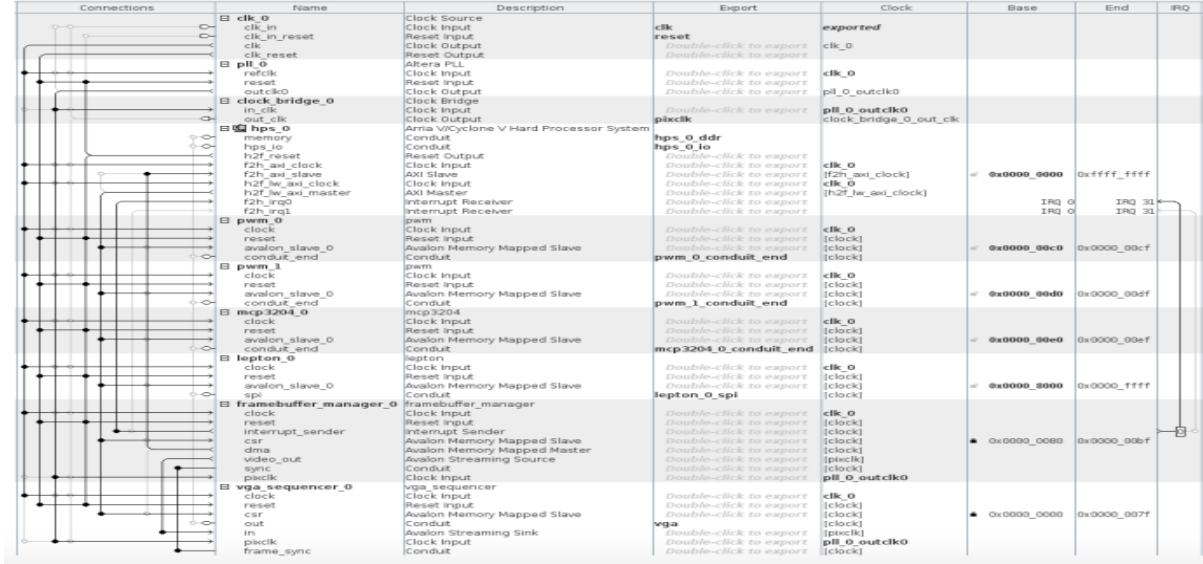 Connections Name Description Export Clock Base End IRQ
clk_0 Clock Source
clk_in Clock Input clk exported
clk_in_reset Reset Input reset
clk Clock Output Double-click to export clk_0
clk_reset Reset Output Double-click to export
pll_0 Altera PLL
refclk Clock Input Double-click to export clk_0
reset Reset Input Double-click to export
outclk0 Clock Output Double-click to export pll_0_outclk0
clock_bridge_0 Clock Bridge
in_clk Clock Input Double-click to export pll_0_outclk0
out_clk Clock Output pixclk clock_bridge_0_out_clk
hps_0 Arria V/Cyclone V Hard Processor System
memory Conduit hps_0_ddr
hps_io Conduit hps_0_io
h2f_reset Reset Output Double-click to export
f2h_axi_clock Clock Input Double-click to export clk_0
f2h_axi_slave AXI Slave Double-click to export [f2h_axi_clock] 0x0000_0000 0xffff_ffff
h2f_lw_axi_clock Clock Input Double-click to export clk_0
h2f_lw_axi_master AXI Master Double-click to export [h2f_lw_axi_clock]
f2h_irq0 Interrupt Receiver Double-click to export IRQ 0 IRQ 31
f2h_irq1 Interrupt Receiver Double-click to export IRQ 0 IRQ 31
pwm_0 pwm
clock Clock Input Double-click to export clk_0
reset Reset Input Double-click to export [clock]
avalon_slave_0 Avalon Memory Mapped Slave Double-click to export [clock] 0x0000_00c0 0x0000_00cf
conduit_end Conduit pwm_0_conduit_end [clock]
pwm_1 pwm
clock Clock Input Double-click to export clk_0
reset Reset Input Double-click to export [clock]
avalon_slave_0 Avalon Memory Mapped Slave Double-click to export [clock] 0x0000_00d0 0x0000_00df
conduit_end Conduit pwm_1_conduit_end [clock]
mcp3204_0 mcp3204
clock Clock Input Double-click to export clk_0
reset Reset Input Double-click to export [clock]
avalon_slave_0 Avalon Memory Mapped Slave Double-click to export [clock] 0x0000_00e0 0x0000_00ef
conduit_end Conduit mcp3204_0_conduit_end [clock]
lepton_0 lepton
clock Clock Input Double-click to export clk_0
reset Reset Input Double-click to export [clock]
avalon_slave_0 Avalon Memory Mapped Slave Double-click to export [clock] 0x0000_8000 0x0000_ffff
spi Conduit lepton_0_spi [clock]
framebuffer_manager_0 framebuffer_manager
clock Clock Input Double-click to export clk_0
reset Reset Input Double-click to export [clock]
interrupt_sender Interrupt Sender Double-click to export [clock]
csr Avalon Memory Mapped Slave Double-click to export [clock] 0x0000_0080 0x0000_00bf
dma Avalon Memory Mapped Master Double-click to export [clock]
video_out Avalon Streaming Source Double-click to export [pixclk]
sync Conduit Double-click to export [clock]
pixclk Clock Input Double-click to export pll_0_outclk0
vga_sequencer_0 vga_sequencer
clock Clock Input Double-click to export clk_0
reset Reset Input Double-click to export [clock]
csr Avalon Memory Mapped Slave Double-click to export [clock] 0x0000_0000 0x0000_007f
out Conduit vga [clock]
in Avalon Streaming Sink Double-click to export [pixclk]
pixclk Clock Input Double-click to export pll_0_outclk0
frame_sync Conduit Double-click to export [clock]